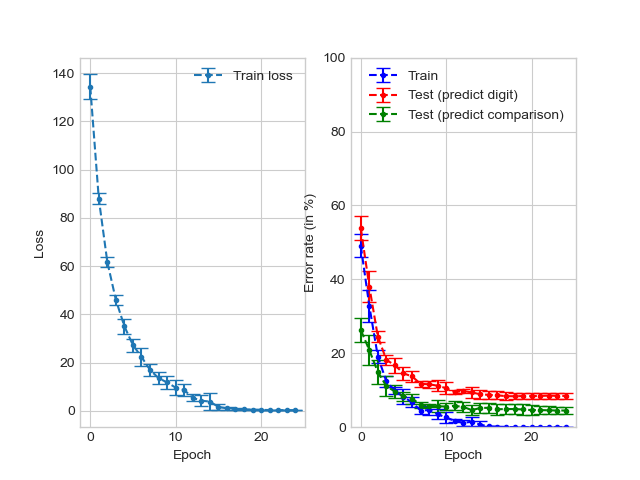 Train loss
140
120
100
80
60
40
20
0
Loss
0
10
20
Epoch
Train
Test (predict digit)
Test (predict comparison)
100
80
60
40
20
0
Error rate (in %)
0
10
20
Epoch